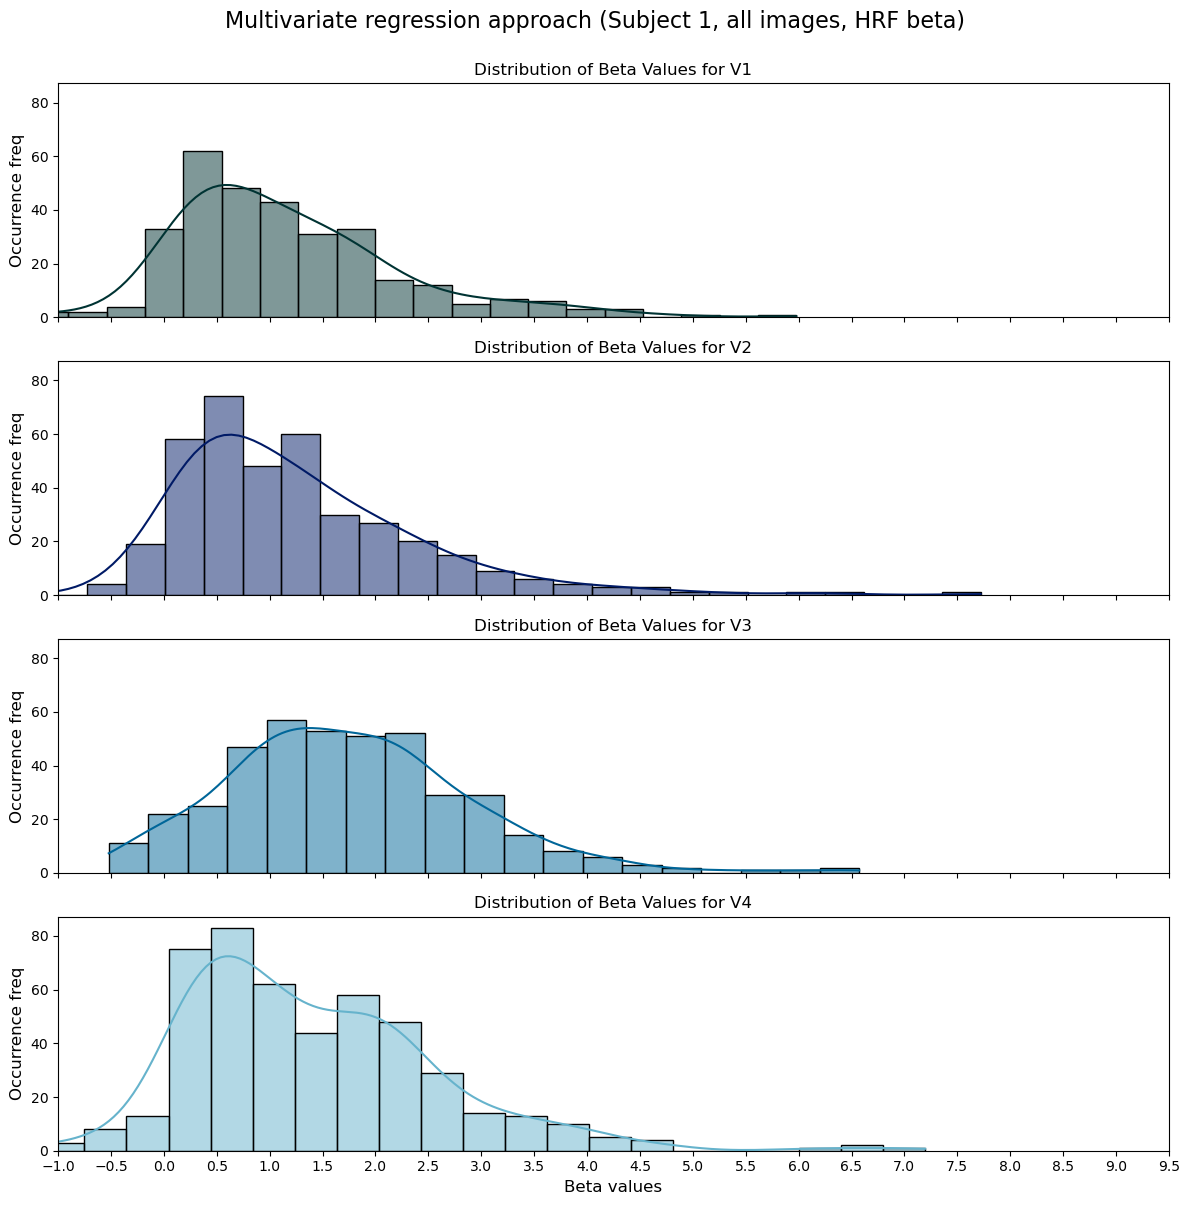 Multivariate regression approach (Subject 1, all images, HRF beta)
Distribution of Beta Values for V1
Occurrence freq
80
60
40
20
0
Distribution of Beta Values for V2
Occurrence freq
80
60
40
20
0
Distribution of Beta Values for V3
Occurrence freq
80
60
40
20
0
Distribution of Beta Values for V4
Occurrence freq
80
60
40
20
0
−1.0 −0.5 0.0 0.5 1.0 1.5 2.0 2.5 3.0 3.5 4.0 4.5 5.0 5.5 6.0 6.5 7.0 7.5 8.0 8.5 9.0 9.5
Beta values